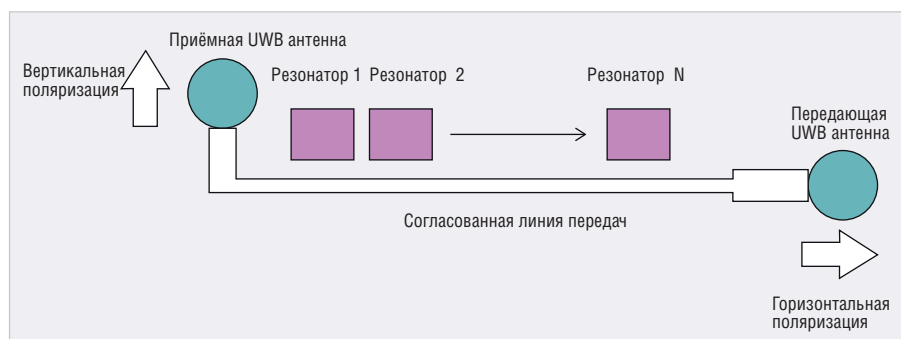 Приёмная UWB антенна
Вертикальная
поляризация
Резонатор 1 Резонатор 2
Резонатор N
Передающая
UWB антенна
Согласованная линия передач
Горизонтальная
поляризация